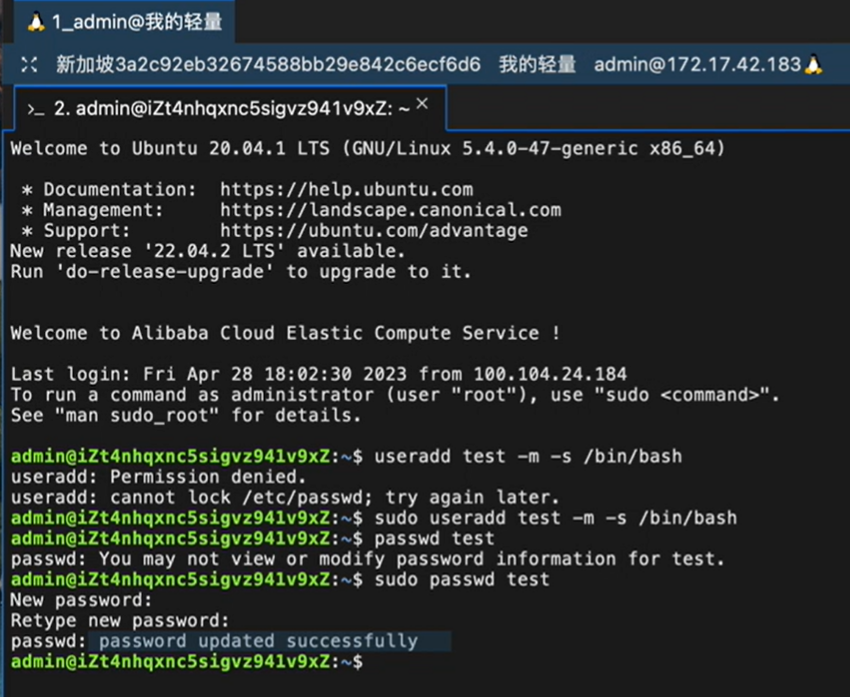 1_admin@我的轻量
新加坡3a2c92eb32674588bb29e842c6ecf6d6 我的轻量 admin@172.17.42.183
>_ 2. admin@iZt4nhqxnc5sigvz941v9xZ: ~ ×
Welcome to Ubuntu 20.04.1 LTS (GNU/Linux 5.4.0-47-generic x86_64)
* Documentation: https://help.ubuntu.com
* Management: https://landscape.canonical.com
* Support: https://ubuntu.com/advantage
New release '22.04.2 LTS' available.
Run 'do-release-upgrade' to upgrade to it.
Welcome to Alibaba Cloud Elastic Compute Service !
Last login: Fri Apr 28 18:02:30 2023 from 100.104.24.184
To run a command as administrator (user "root"), use "sudo <command>".
See "man sudo_root" for details.
admin@iZt4nhqxnc5sigvz941v9xZ:~$ useradd test -m -s /bin/bash
useradd: Permission denied.
useradd: cannot lock /etc/passwd; try again later.
admin@iZt4nhqxnc5sigvz941v9xZ:~$ sudo useradd test -m -s /bin/bash
admin@iZt4nhqxnc5sigvz941v9xZ:~$ passwd test
passwd: You may not view or modify password information for test.
admin@iZt4nhqxnc5sigvz941v9xZ:~$ sudo passwd test
New password:
Retype new password:
passwd: password updated successfully
admin@iZt4nhqxnc5sigvz941v9xZ:~$